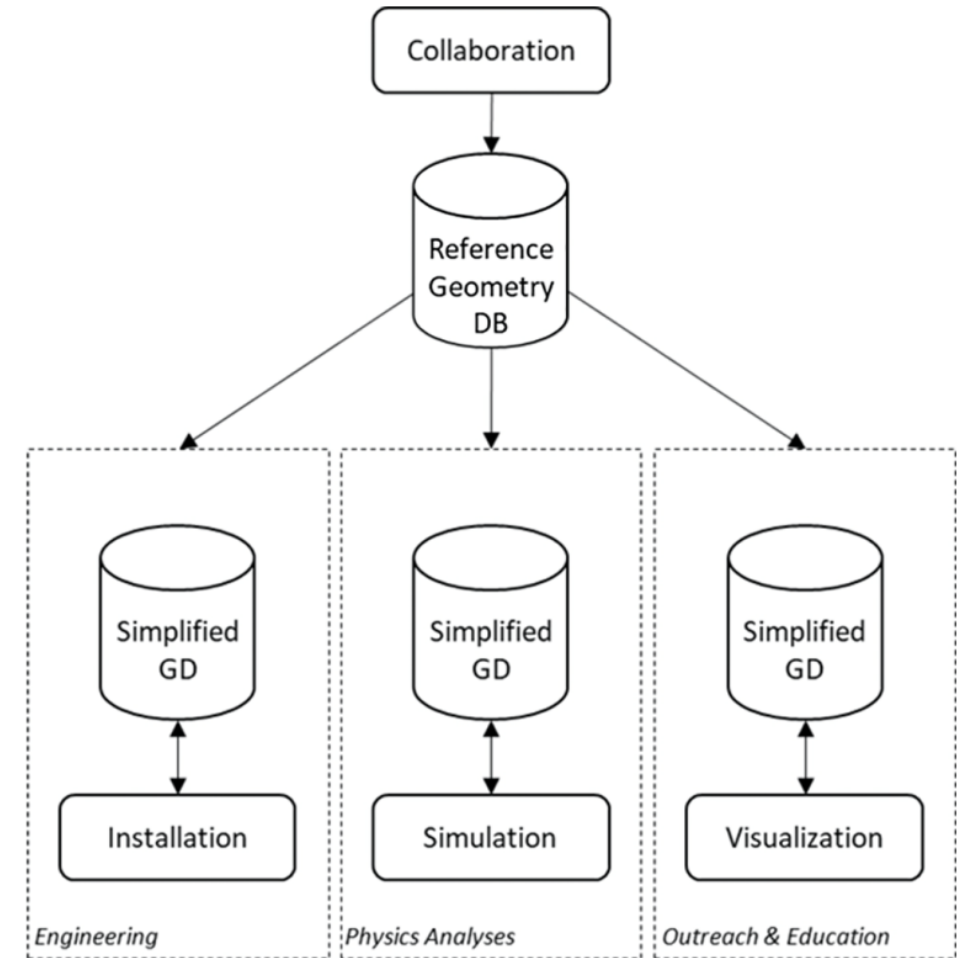 Collaboration
Reference
Geometry
DB
Simplified
GD
Simplified
GD
Simplified
GD
Installation
Simulation
Visualization
Engineering
Physics Analyses
Outreach & Education